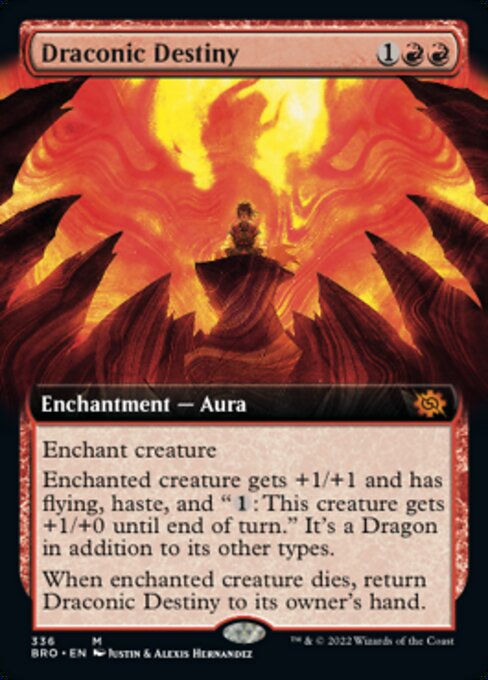 Draconic Destiny 1
Enchantment — Aura
Enchant creature
Enchanted creature gets +1/+1 and has
flying, haste, and “1: This creature gets
+1/+0 until end of turn.” It’s a Dragon
in addition to its other types.
When enchanted creature dies, return
Draconic Destiny to its owner’s hand.
336 M
BRO • EN Justin & Alexis Hernandez
™ & © 2022 Wizards of the Coast